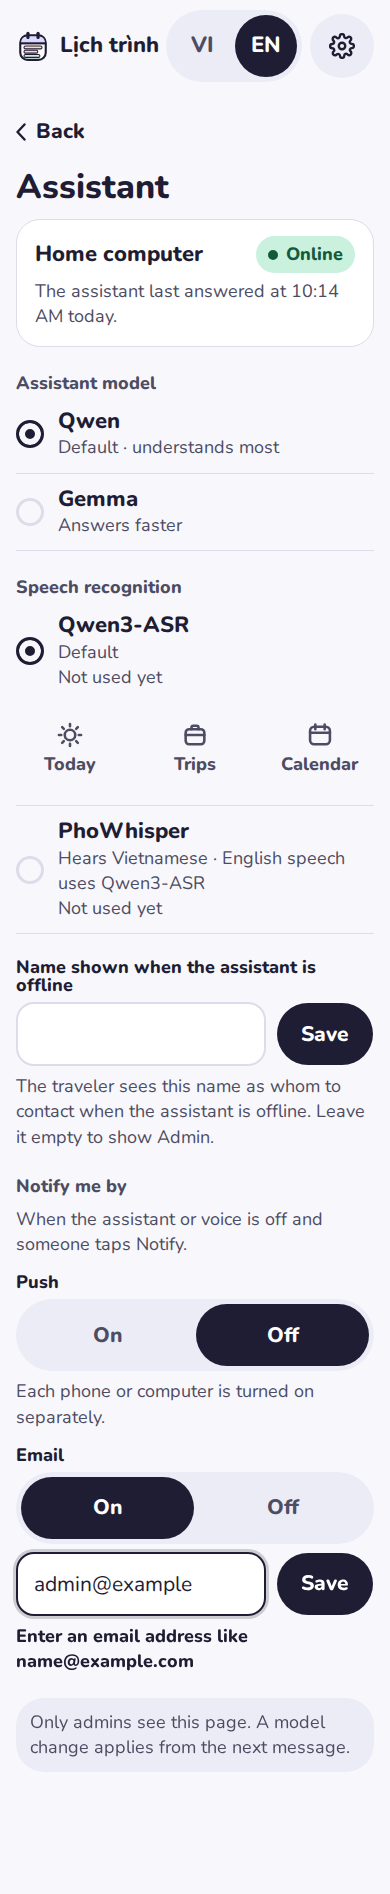 Lịch trình
VI
EN
Back
Assistant
Home computer
Online
The assistant last answered at 10:14
AM today.
Assistant model
Qwen
Default · understands most
Gemma
Answers faster
Speech recognition
Qwen3-ASR
Default
Not used yet
Today
Trips
Calendar
PhoWhisper
Hears Vietnamese · English speech
uses Qwen3-ASR
Not used yet
Name shown when the assistant is
offline
Save
The traveler sees this name as whom to
contact when the assistant is offline. Leave
it empty to show Admin.
Notify me by
When the assistant or voice is off and
someone taps Notify.
Push
On
Off
Each phone or computer is turned on
separately.
Email
On
Off
admin@example
Save
Enter an email address like
name@example.com
Only admins see this page. A model
change applies from the next message.